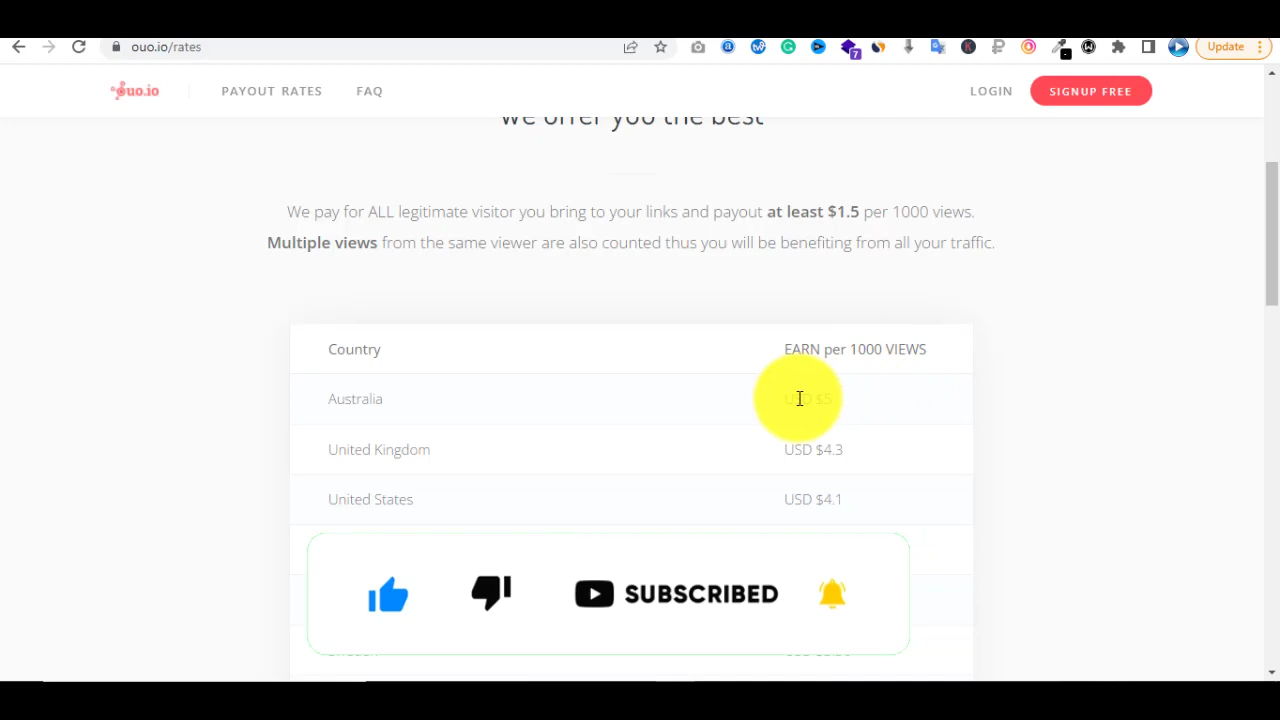 ouo.io/rates
7
Update
ouo.io
PAYOUT RATES
FAQ
LOGIN
SIGNUP FREE
We offer you the best
We pay for ALL legitimate visitor you bring to your links and payout at least $1.5 per 1000 views.
Multiple views from the same viewer are also counted thus you will be benefiting from all your traffic.
Country EARN per 1000 VIEWS
Australia USD $5
United Kingdom USD $4.3
United States USD $4.1
SUBSCRIBED